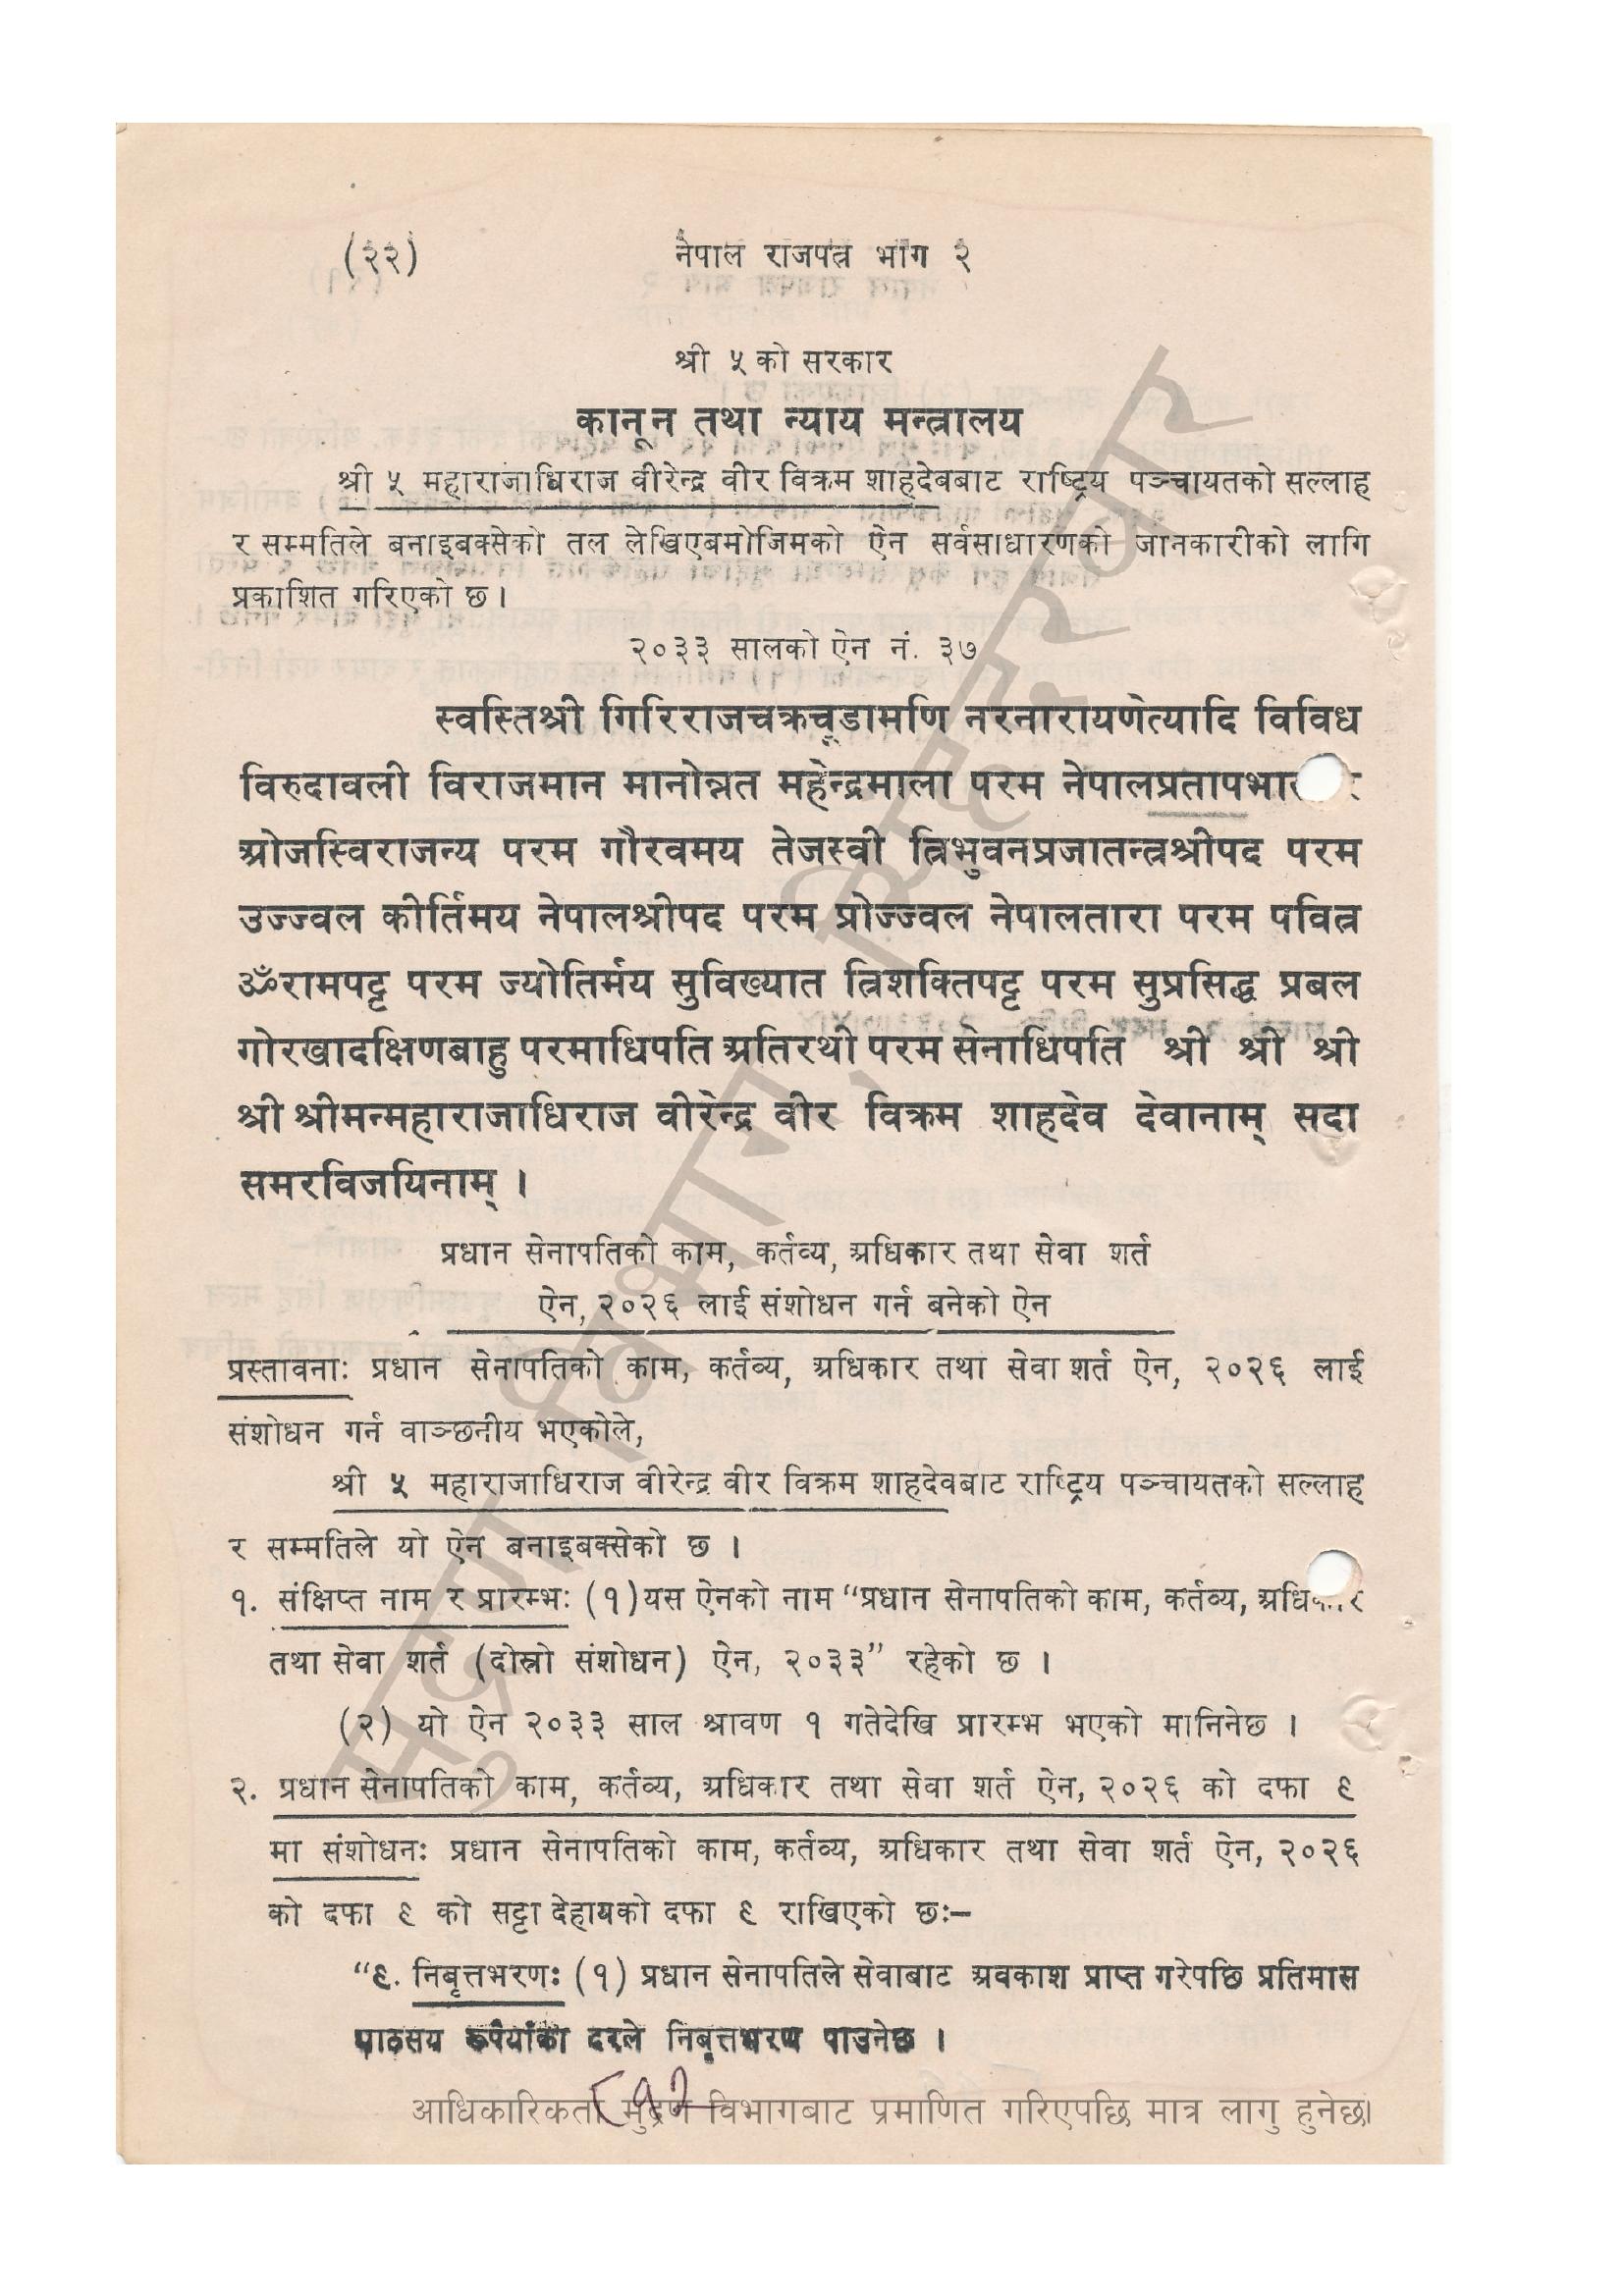 (२२) नेपाल राजपत्र भाग २
श्री ५ को सरकार
कानून तथा न्याय मन्त्रालय
श्री ५ महाराजाधिराज वीरेन्द्र वीर विक्रम शाहदेवबाट राष्ट्रिय पञ्चायतको सल्लाह
र सम्मतिले बनाइबक्सेको तल लेखिएबमोजिमको ऐन सर्वसाधारणको जानकारीको लागि
प्रकाशित गरिएको छ।
२०३३ सालको ऐन नं. ३७
स्वस्तिश्री गिरिराजचक्रचूडामणि नरनारायणेत्यादि विविध
विरुदावली विराजमान मानोन्नत महेन्द्रमाला परम
ओजस्विराजन्य परम गौरवमय तेजस्वी त्रिभुवनप्रजातन्त्रश्रीपद परम
उज्ज्वल कीर्तिमय नेपालश्रीपद परम प्रोज्ज्वल नेपालतारा परम पवित्र
ॐरामपट्ट परम ज्योतिर्मय सुविख्यात त्रिशक्तिपट्ट परम सुप्रसिद्ध प्रबल
गोरखादक्षिणबाहु परमाधिपति अतिरथी परम सेनाधिपति श्री श्री श्री
श्री श्रीमन्महाराजाधिराज वीरेन्द्र वीर विक्रम शाहदेव देवानाम् सदा
समरविजयिनाम् ।
प्रधान सेनापतिको काम, कर्तव्य, अधिकार तथा सेवा शर्त
ऐन, २०२६ लाई संशोधन गर्न बनेको ऐन
प्रस्तावनाः प्रधान सेनापतिको काम, कर्तव्य, अधिकार तथा सेवा शर्त ऐन, २०२६ लाई
संशोधन गर्न वाञ्छनीय भएकोले,
श्री ५ महाराजाधिराज वीरेन्द्र वीर विक्रम शाहदेवबाट राष्ट्रिय पञ्चायतको सल्लाह
र सम्मतिले यो ऐन बनाइबक्सेको छ ।
१. संक्षिप्त नाम र प्रारम्भः (१) यस ऐनको नाम “प्रधान सेनापतिको काम, कर्तव्य, अधिकार
तथा सेवा शर्त (दोस्रो संशोधन) ऐन, २०३३” रहेको छ ।
(२) यो ऐन २०३३ साल श्रावण १ गतेदेखि प्रारम्भ भएको मानिनेछ ।
२. प्रधान सेनापतिको काम, कर्तव्य, अधिकार तथा सेवा शर्त ऐन, २०२६ को दफा ९
मा संशोधनः प्रधान सेनापतिको काम, कर्तव्य, अधिकार तथा सेवा शर्त ऐन, २०२६
को दफा ९ को सट्टा देहायको दफा ९ राखिएको छः–
“९. निबृत्तभरणः (१) प्रधान सेनापतिले सेवाबाट अवकाश प्राप्त गरेपछि प्रतिमास
रूपैयांका दरले निबृत्तभरण पाउनेछ ।
आधिकारिकता मुद्रण विभागबाट प्रमाणित गरिएपछि मात्र लागु हुनेछ।
मुद्रण विभाग, सिंहदरबार